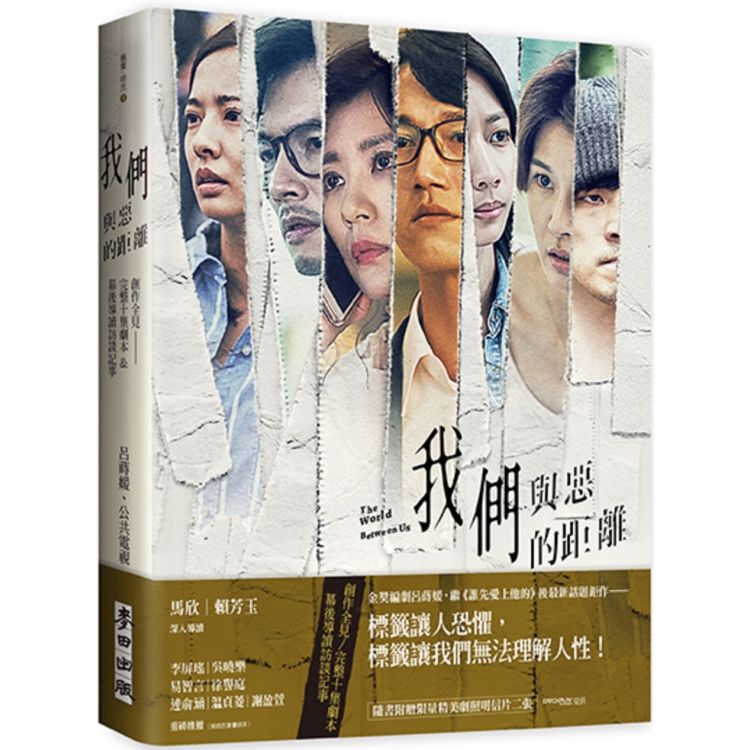 我們
與惡
的距離
創作全見——
完整十集劇本&
幕後導讀訪談記事
呂蒔媛、公共電視
麥田出版
The
World
Between Us
我們
與惡
的距離
馬欣|賴芳玉
深入導讀
李屏瑤|吳曉樂
易智言|徐譽庭
連俞涵|溫貞菱|謝盈萱
重磅推薦
創作全見/完整十集劇本
幕後導讀訪談記事
金獎編劇呂蒔媛,繼《誰先愛上他的》後最新話題鉅作——
標籤讓人恐懼,
標籤讓我們無法理解人性!
隨書附贈限量精美劇照明信片二張